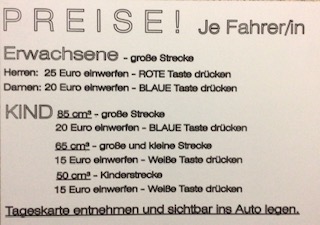 PREISE! Je Fahrer/in
Erwachsene - große Strecke
Herren: 25 Euro einwerfen - ROTE Taste drücken
Damen: 20 Euro einwerfen - BLAUE Taste drücken
KIND 85 cm³ - große Strecke
20 Euro einwerfen - BLAUE Taste drücken
65 cm³ - große und kleine Strecke
15 Euro einwerfen - Weiße Taste drücken
50 cm³ - Kinderstrecke
15 Euro einwerfen - Weiße Taste drücken
Tageskarte entnehmen und sichtbar ins Auto legen.